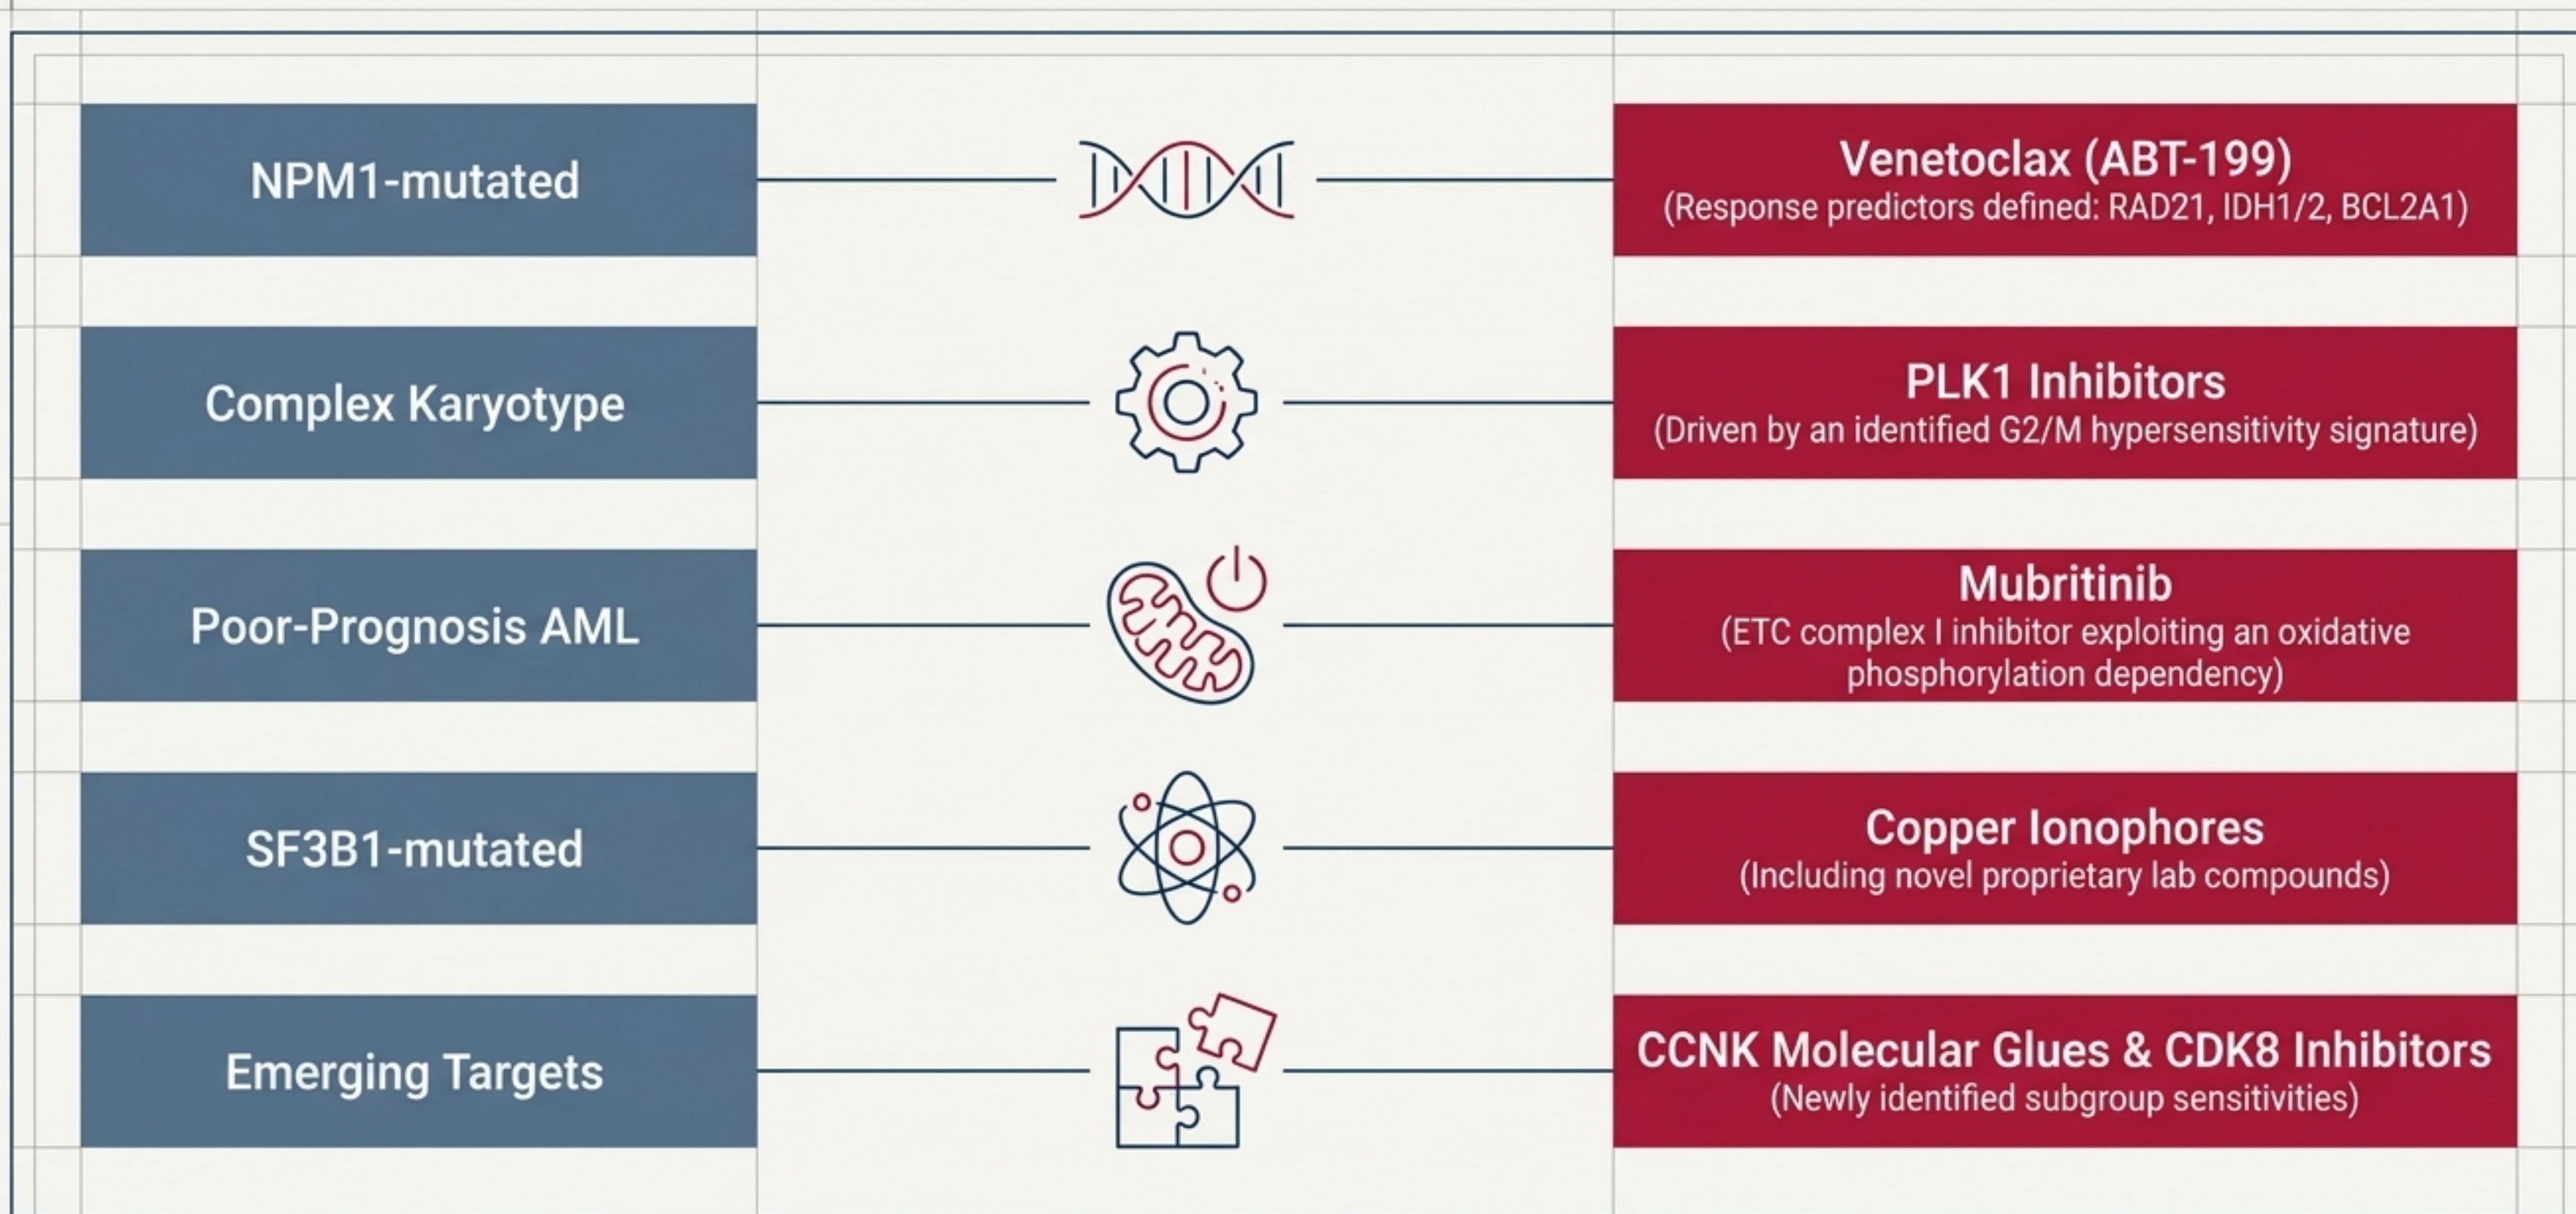 NPM1-mutated
Venetoclax (ABT-199)
(Response predictors defined: RAD21, IDH1/2, BCL2A1)
Complex Karyotype
PLK1 Inhibitors
(Driven by an identified G2/M hypersensitivity signature)
Poor-Prognosis AML
Mubritinib
(ETC complex I inhibitor exploiting an oxidative
phosphorylation dependency)
SF3B1-mutated
Copper Ionophores
(Including novel proprietary lab compounds)
Emerging Targets
CCNK Molecular Glues & CDK8 Inhibitors
(Newly identified subgroup sensitivities)